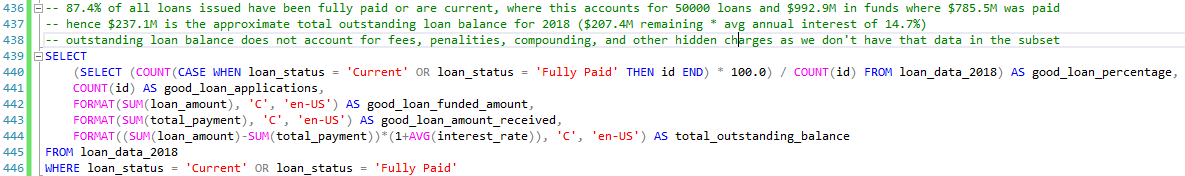 436 -- 87.4% of all loans issued have been fully paid or are current, where this accounts for 50000 loans and $992.9M in funds where $785.5M was paid
437 -- hence $237.1M is the approximate total outstanding loan balance for 2018 ($207.4M remaining * avg annual interest of 14.7%)
438 -- outstanding loan balance does not account for fees, penalities, compounding, and other hidden charges as we don't have that data in the subset
439 SELECT
440 (SELECT (COUNT(CASE WHEN loan_status = 'Current' OR loan_status = 'Fully Paid' THEN id END) * 100.0) / COUNT(id) FROM loan_data_2018) AS good_loan_percentage,
441 COUNT(id) AS good_loan_applications,
442 FORMAT(SUM(loan_amount), 'C', 'en-US') AS good_loan_funded_amount,
443 FORMAT(SUM(total_payment), 'C', 'en-US') AS good_loan_amount_received,
444 FORMAT((SUM(loan_amount)-SUM(total_payment))*(1+AVG(interest_rate)), 'C', 'en-US') AS total_outstanding_balance
445 FROM loan_data_2018
446 WHERE loan_status = 'Current' OR loan_status = 'Fully Paid'